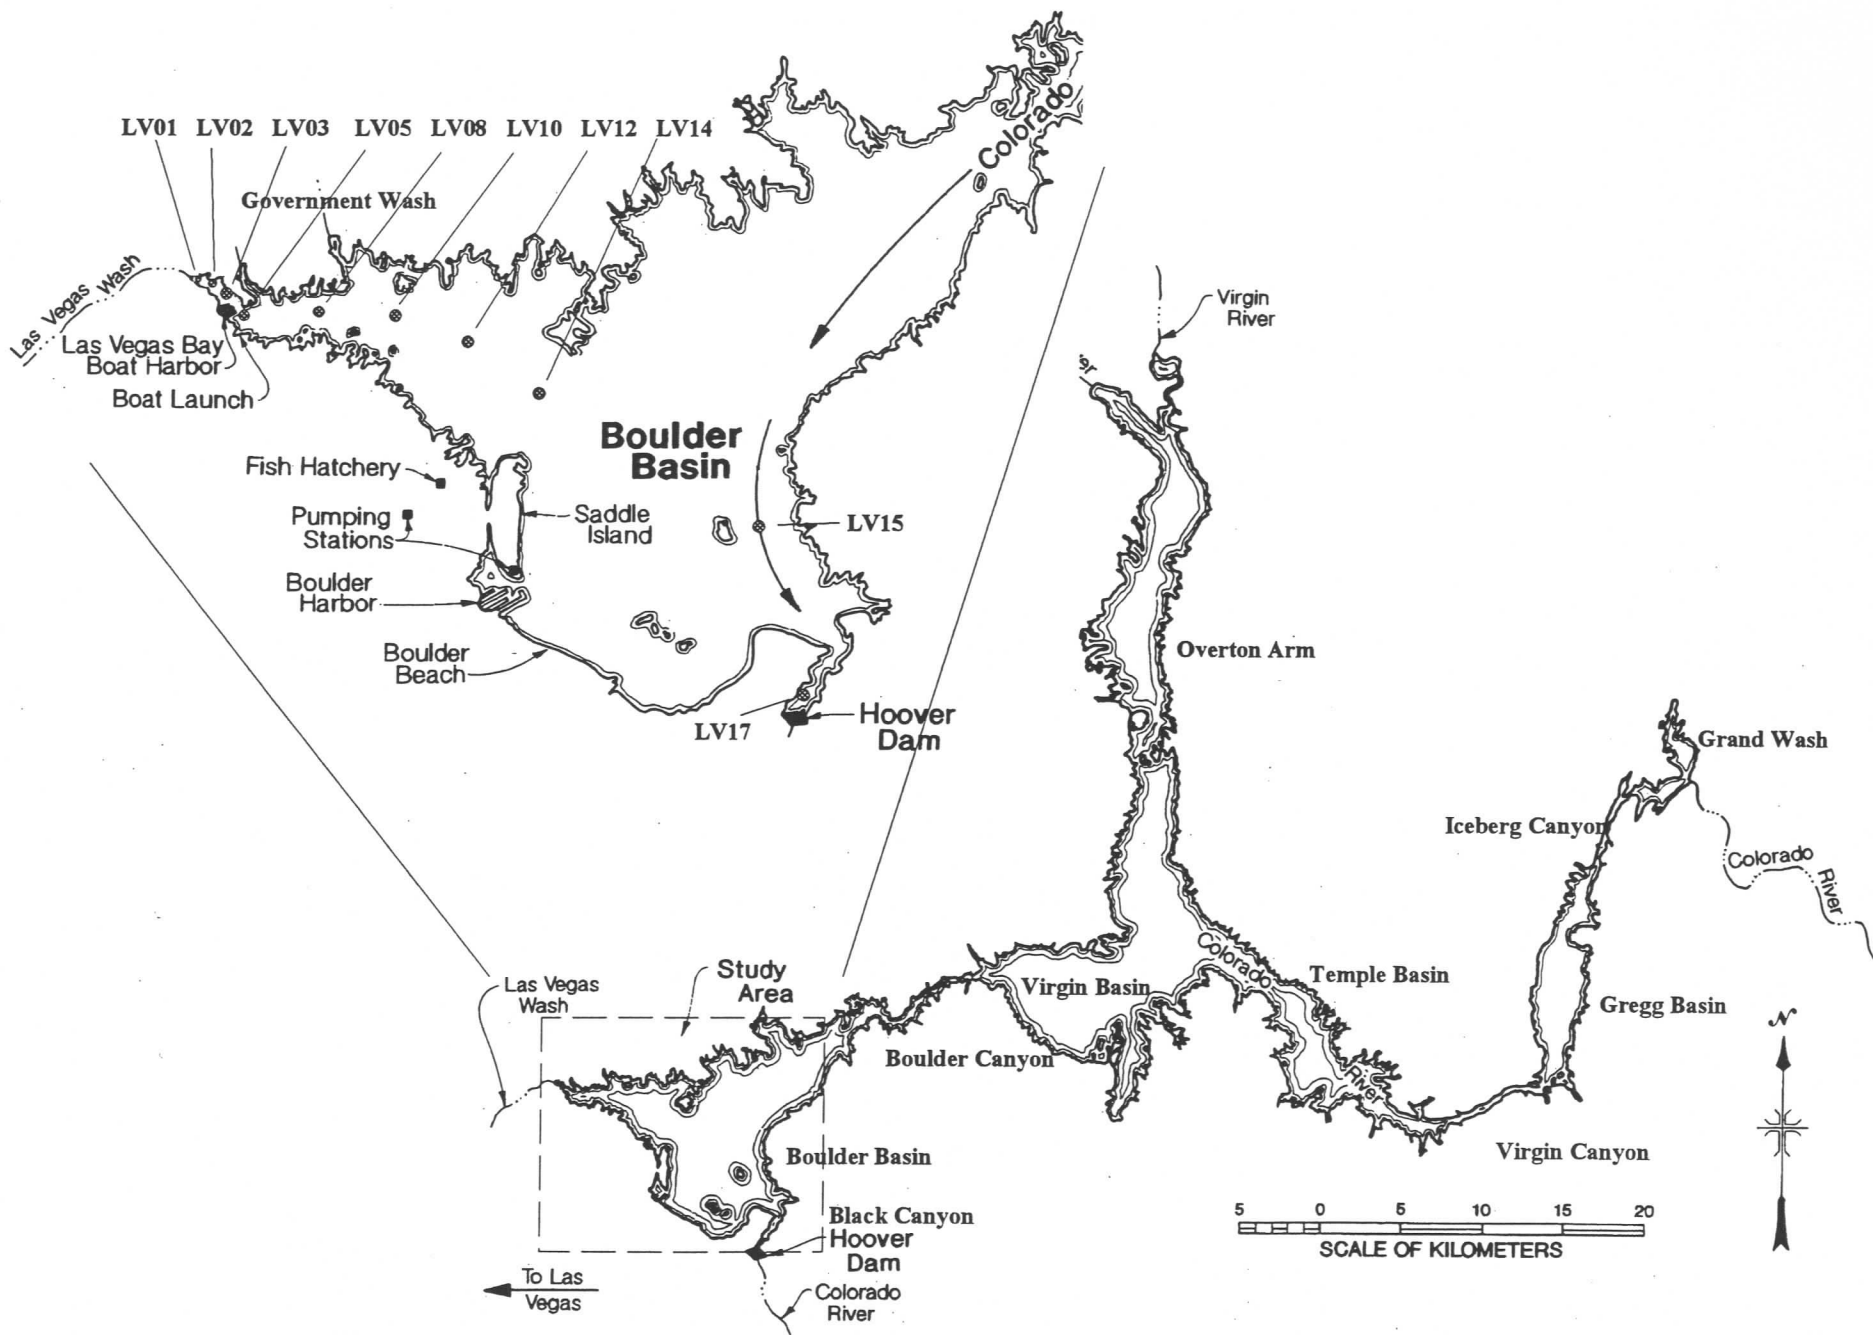 Colorado
LV01 LV02 LV03 LV05 LV08 LV10 LV12 LV14
Government Wash
Las Vegas Wash
Las Vegas Bay
Boat Harbor
Boat Launch
Boulder
Basin
Fish Hatchery
Pumping
Stations
Saddle
Island
LV15
Boulder
Harbor
Boulder
Beach
LV17
Hoover
Dam
Virgin
River
er
Overton Arm
Grand Wash
Iceberg Canyon
Colorado
River
Study
Area
Las Vegas
Wash
Virgin Basin
Colorado
River
Temple Basin
Gregg Basin
Boulder Canyon
Virgin Canyon
Boulder Basin
Black Canyon
Hoover
Dam
Colorado
River
To Las
Vegas
N
5 0 5 10 15 20
SCALE OF KILOMETERS